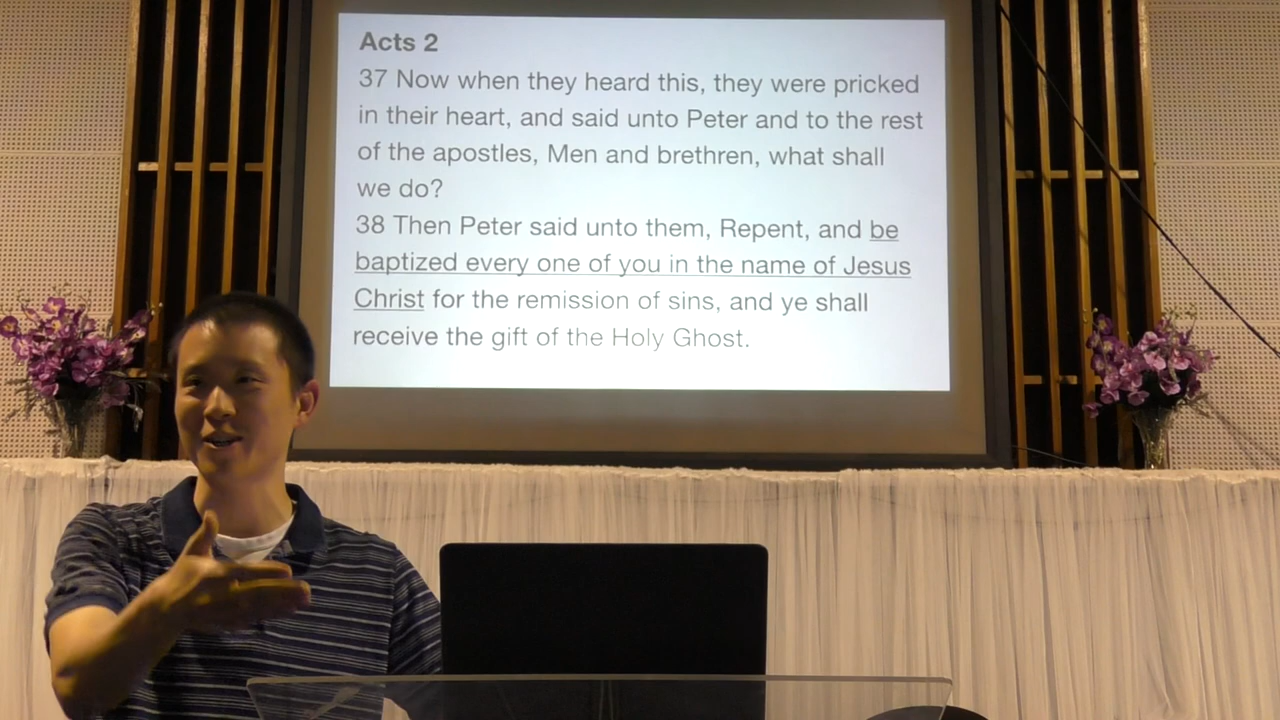 Acts 2
37 Now when they heard this, they were pricked
in their heart, and said unto Peter and to the rest
of the apostles, Men and brethren, what shall
we do?
38 Then Peter said unto them, Repent, and be
baptized every one of you in the name of Jesus
Christ for the remission of sins, and ye shall
receive the gift of the Holy Ghost.